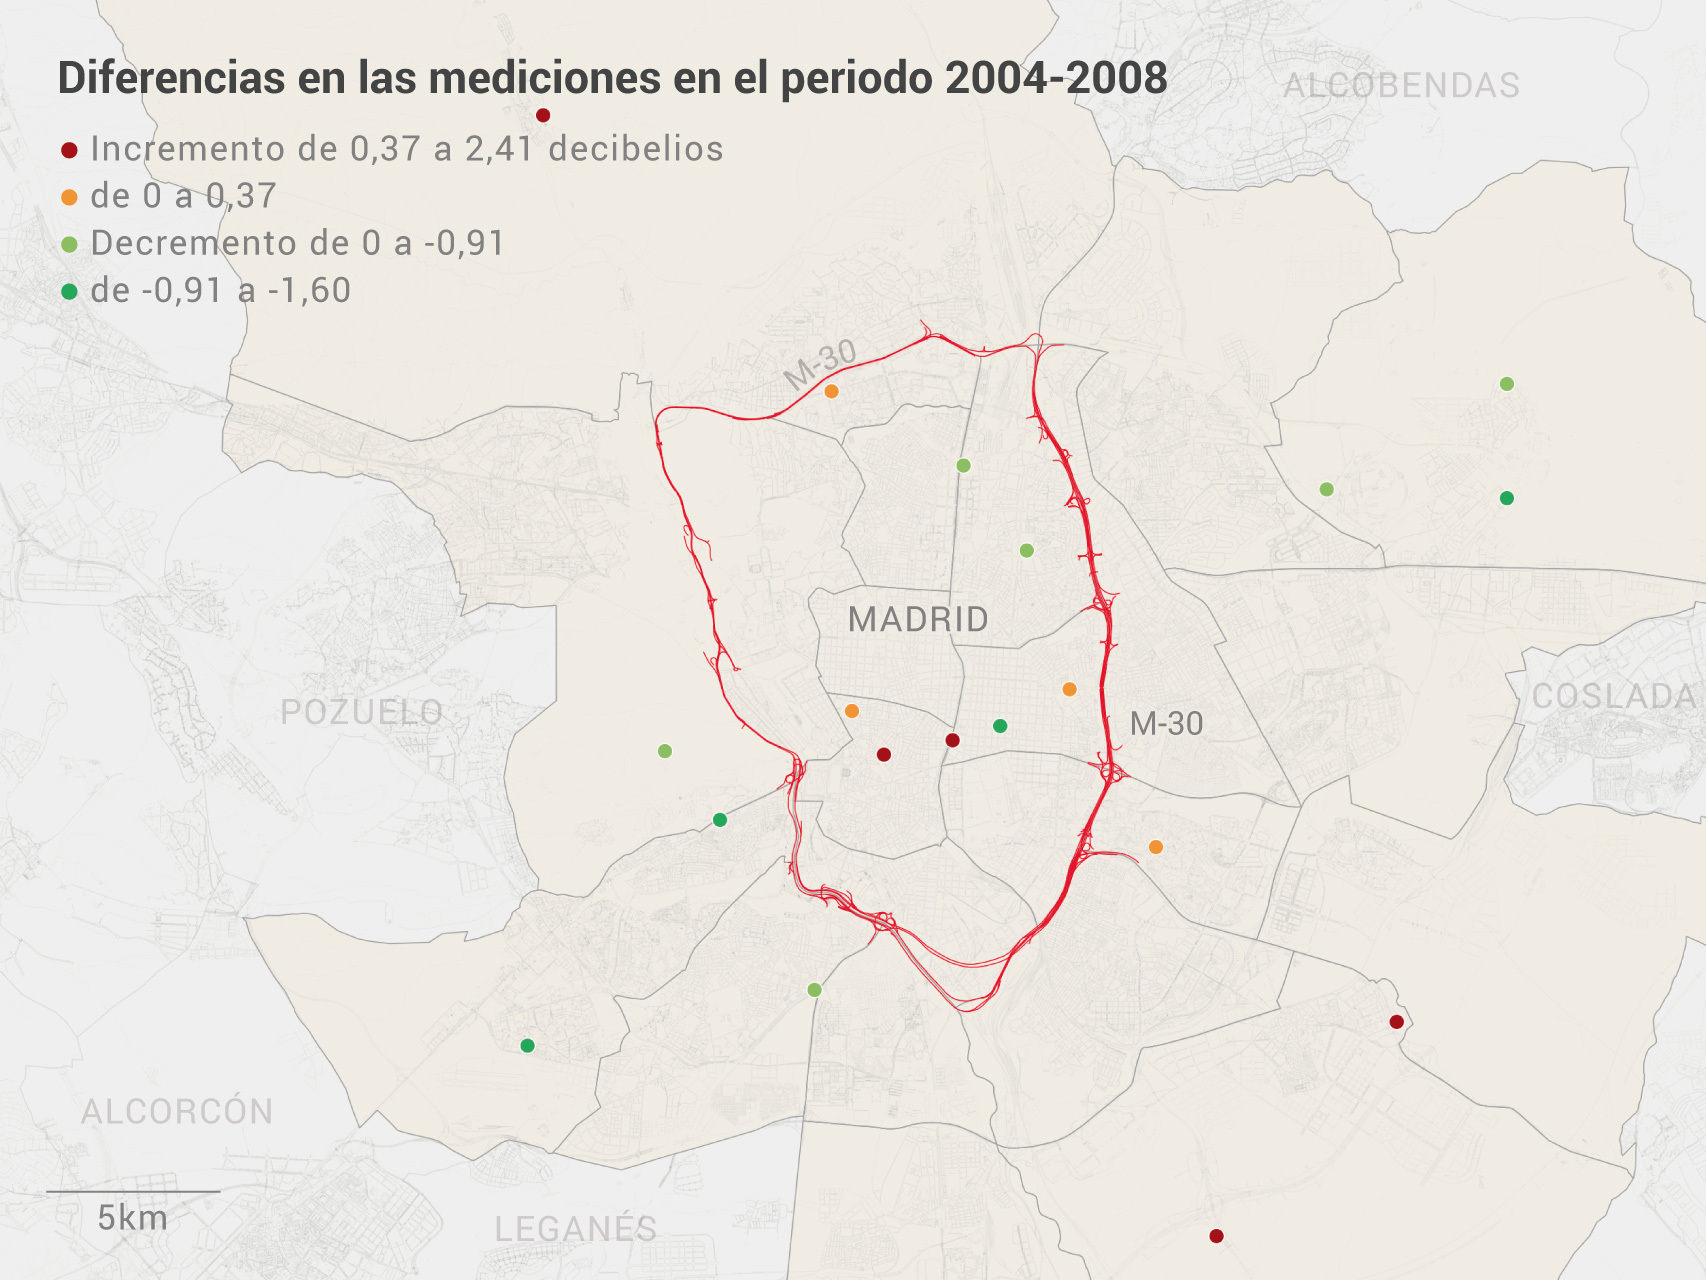 Diferencias en las mediciones en el periodo 2004-2008
Incremento de 0,37 a 2,41 decibelios
de 0 a 0,37
Decremento de 0 a -0,91
de -0,91 a -1,60
ALCOBENDAS
M-30
MADRID
POZUELO
COSLADA
M-30
ALCORCÓN
5km
LEGANÉS